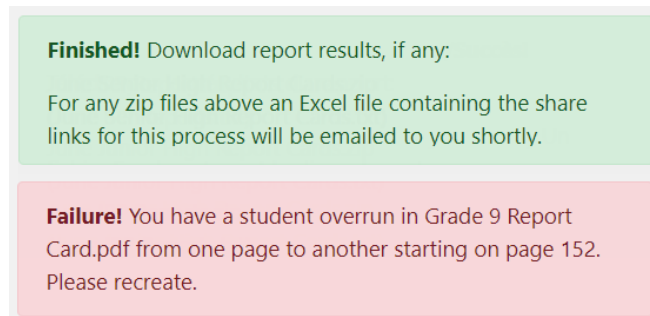 Finished! Download report results, if any:
For any zip files above an Excel file containing the share
links for this process will be emailed to you shortly.
Failure! You have a student overrun in Grade 9 Report
Card.pdf from one page to another starting on page 152.
Please recreate.